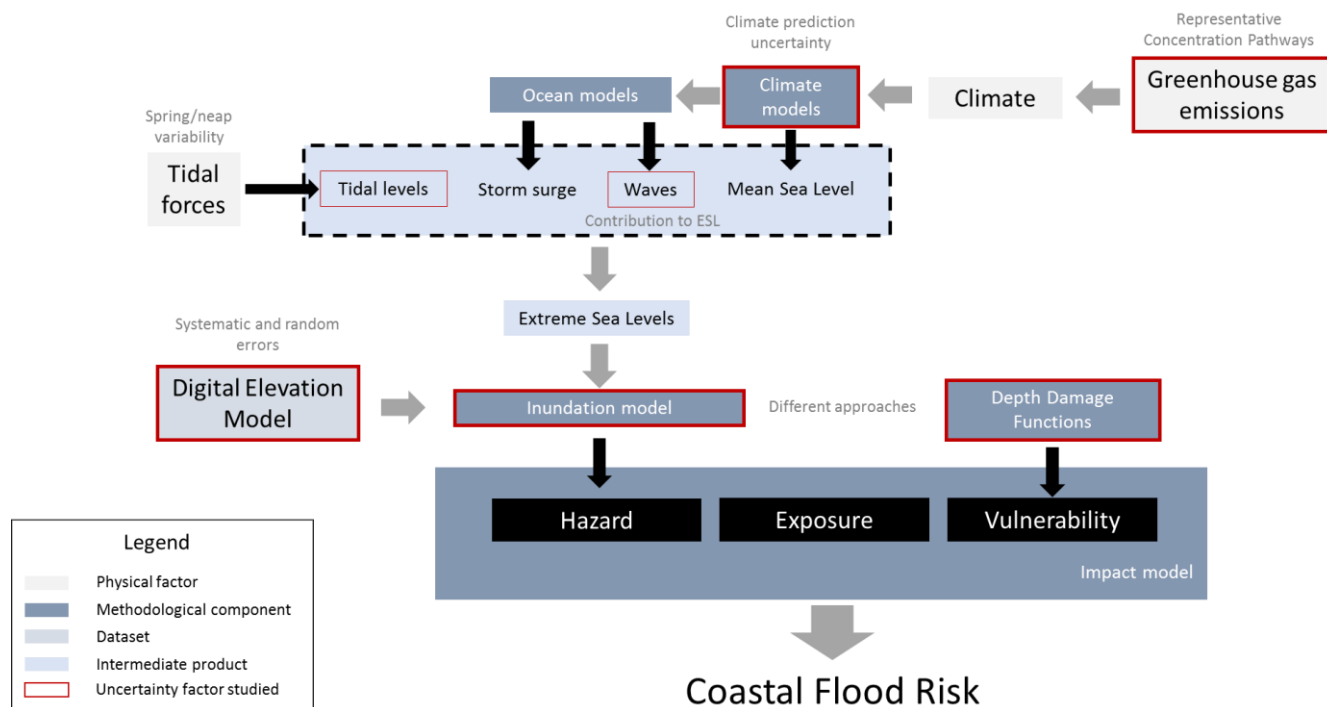 Climate prediction
uncertainty
Representative
Concentration Pathways
Ocean models
Climate
models
Climate
Greenhouse gas
emissions
Spring/neap
variability
Tidal
forces
Tidal levels
Storm surge
Waves
Mean Sea Level
Contribution to ESL
Extreme Sea Levels
Systematic and random
errors
Digital Elevation
Model
Inundation model
Different approaches
Depth Damage
Functions
Hazard
Exposure
Vulnerability
Impact model
Legend
Physical factor
Methodological component
Dataset
Intermediate product
Uncertainty factor studied
Coastal Flood Risk